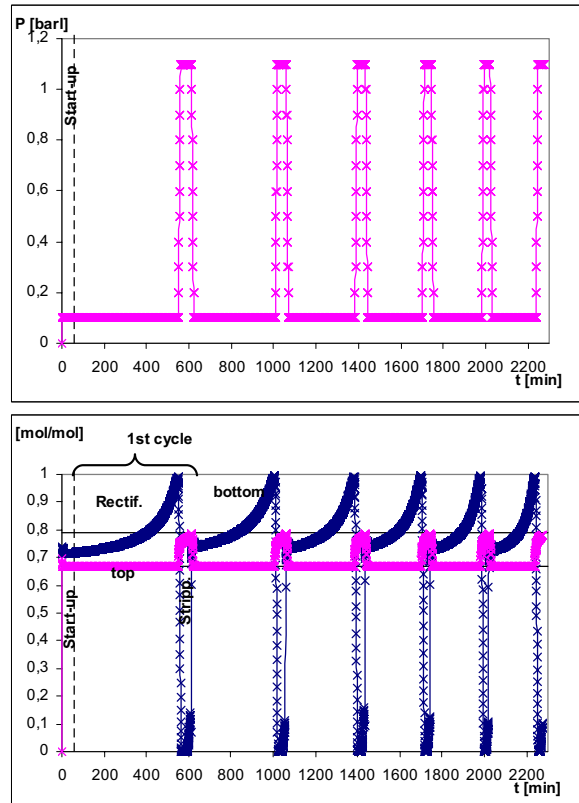 P [barl]
1,2
1
0,8
0,6
0,4
0,2
0
Start-up
0 200 400 600 800 1000 1200 1400 1600 1800 2000 2200
t [min]
[mol/mol]
1st cycle
1
0,9
0,8
0,7
0,6
0,5
0,4
0,3
0,2
0,1
0
Rectif.
bottom
top
Start-up
Stripp.
0 200 400 600 800 1000 1200 1400 1600 1800 2000 2200
t [min]